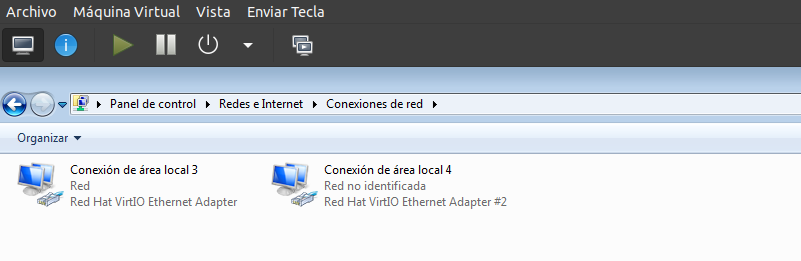 Archivo Máquina Virtual Vista Enviar Tecla
Panel de control Redes e Internet Conexiones de red
Organizar
Conexión de área local 3
Red
Red Hat VirtIO Ethernet Adapter
Conexión de área local 4
Red no identificada
Red Hat VirtIO Ethernet Adapter #2